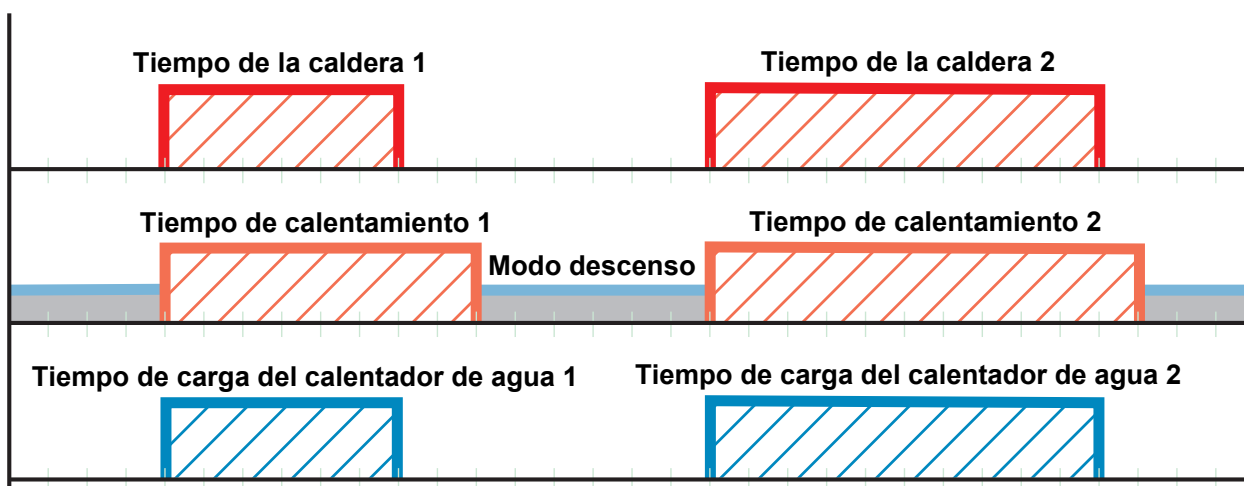 Tiempo de la caldera 1
Tiempo de la caldera 2
Tiempo de calentamiento 1
Tiempo de calentamiento 2
Modo descenso
Tiempo de carga del calentador de agua 1
Tiempo de carga del calentador de agua 2